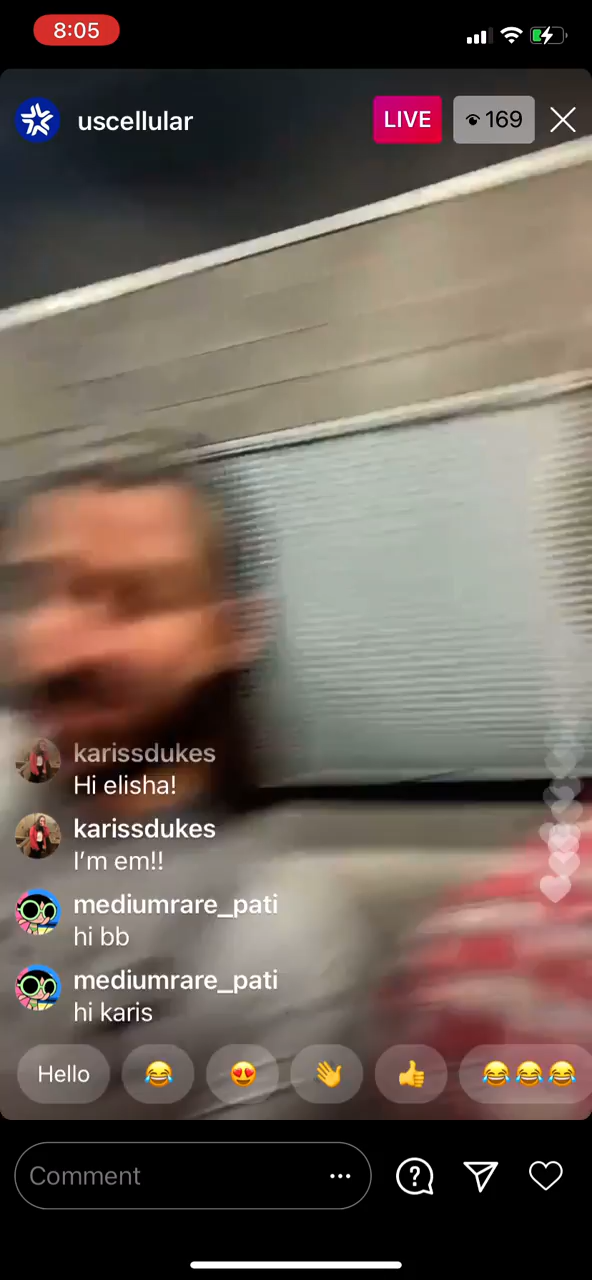 8:05
uscellular
LIVE
169
karissdukes
Hi elisha!
karissdukes
I'm em!!
mediumrare_pati
hi bb
mediumrare_pati
hi karis
Hello
Comment